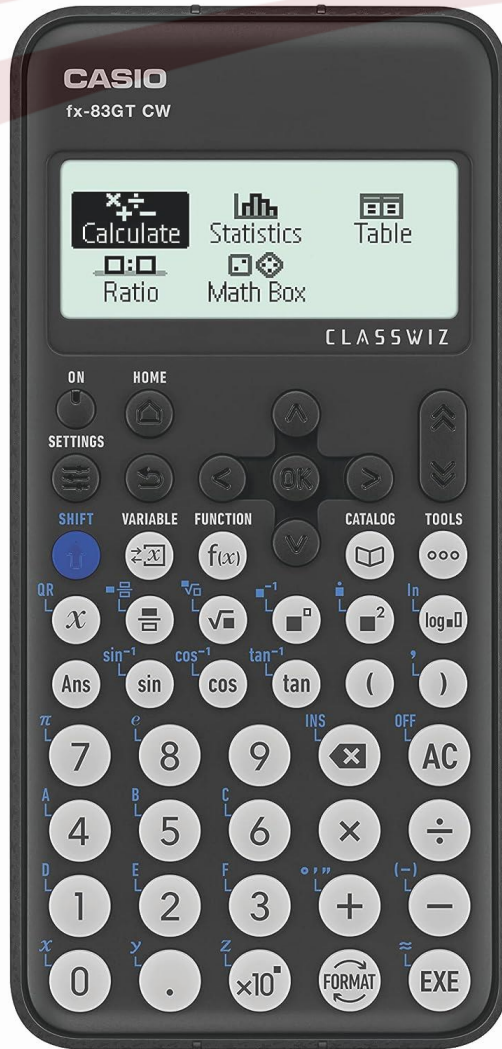 CASIO
fx-83GT CW
Calculate Statistics Table
Ratio Math Box
CLASSWIZ
ON HOME
SETTINGS
OK
SHIFT VARIABLE FUNCTION CATALOG TOOLS
x f(x)
QR √ -1 ln
x √ 2 log
sin⁻¹ cos⁻¹ tan⁻¹ ,
Ans sin cos tan ( )
π e INS OFF
7 8 9 AC
A B C
4 5 6 × ÷
D E F ° ′ ″ (−)
1 2 3 + −
x y z ≈
0 . ×10 FORMAT EXE